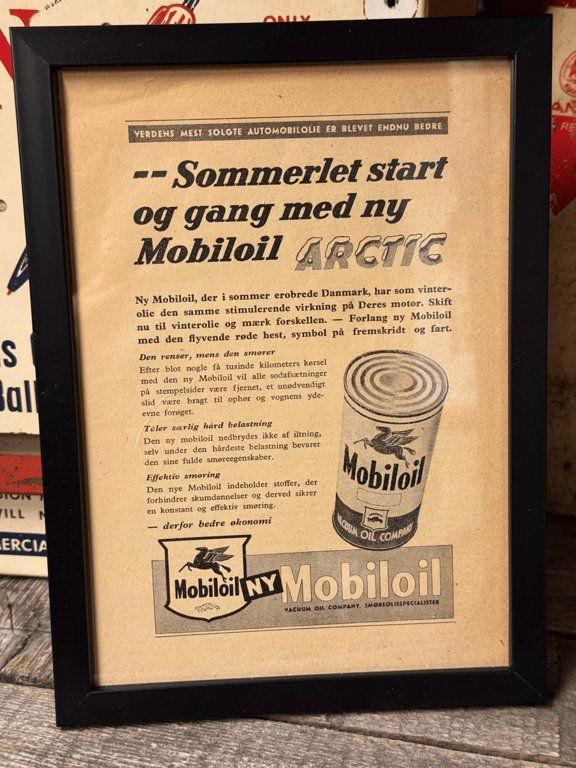 ONLY
VERDENS MEST SOLGTE AUTOMOBILOLIE ER BLEVET ENDNU BEDRE
-- Sommerlet start
og gang med ny
Mobiloil ARCTIC
Ny Mobiloil, der i sommer erobrede Danmark, har som vinter-
olie den samme stimulerende virkning på Deres motor. Skift
nu til vinterolie og mærk forskellen. — Forlang ny Mobiloil
med den flyvende røde hest, symbol på fremskridt og fart.
Den renser, mens den smører
Efter blot nogle få tusinde kilometers kørsel
med den ny Mobiloil vil alle sodafsætninger
på stempelsider være fjernet, et unødvendigt
slid være bragt til ophør og vognens yde-
evne forøget.
Tåler særlig hård belastning
Den ny mobiloil nedbrydes ikke af iltning,
selv under den hårdeste belastning bevarer
den sine fulde smøreegenskaber.
Effektiv smøring
Den nye Mobiloil indeholder stoffer, der
forhindrer skumdannelser og derved sikrer
en konstant og effektiv smøring.
— derfor bedre økonomi
Mobiloil
VACUUM OIL COMPANY
Mobiloil
NY
Mobiloil
VACUUM OIL COMPANY. SMØREOLIESPECIALISTER